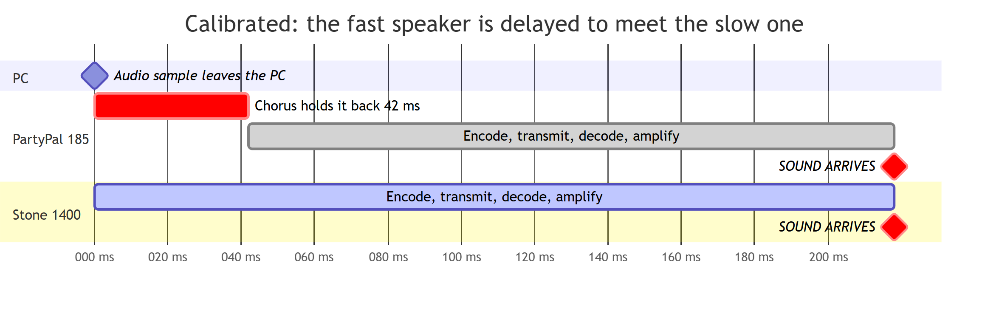 Calibrated: the fast speaker is delayed to meet the slow one
PC
Audio sample leaves the PC
Chorus holds it back 42 ms
PartyPal 185
Encode, transmit, decode, amplify
SOUND ARRIVES
Encode, transmit, decode, amplify
Stone 1400
SOUND ARRIVES
000 ms 020 ms 040 ms 060 ms 080 ms 100 ms 120 ms 140 ms 160 ms 180 ms 200 ms